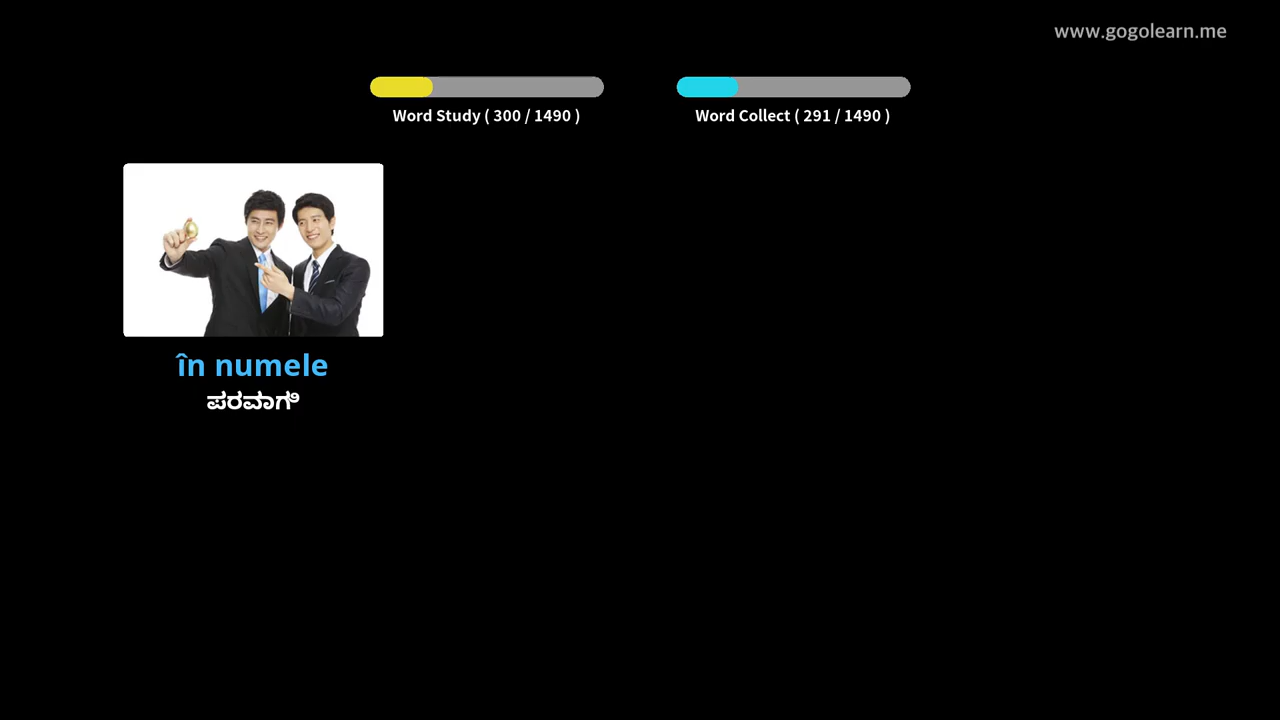 www.gogolearn.me
Word Study ( 300 / 1490 )
Word Collect ( 291 / 1490 )
în numele
ಪರವಾಗಿ